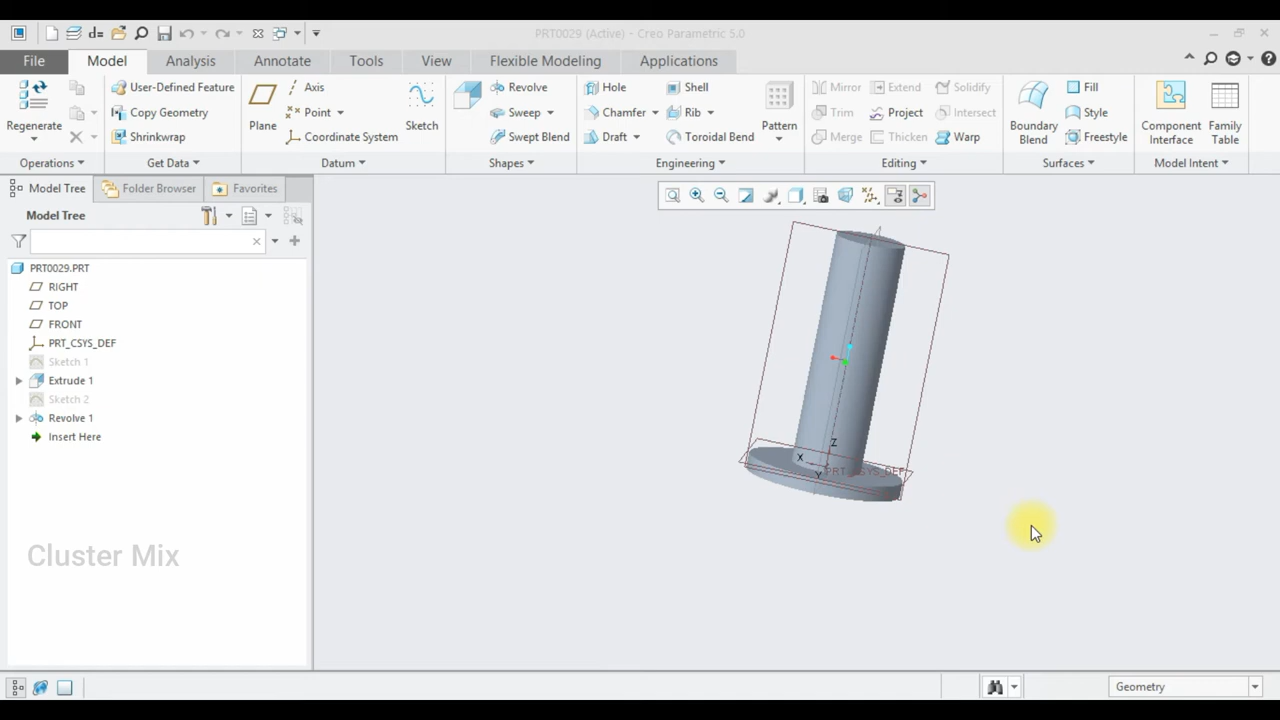 PRT0029 (Active) - Creo Parametric 5.0
File Model Analysis Annotate Tools View Flexible Modeling Applications
User-Defined Feature Axis Revolve Hole Shell Mirror Extend Solidify Fill
Copy Geometry Point Sweep Chamfer Rib Trim Project Intersect Style
Regenerate Plane Sketch Pattern Boundary Blend Component Interface Family Table
Shrinkwrap Coordinate System Swept Blend Draft Toroidal Bend Merge Thicken Warp Freestyle
Operations Get Data Datum Shapes Engineering Editing Surfaces Model Intent
Model Tree Folder Browser Favorites
Model Tree
PRT0029.PRT
RIGHT
TOP
FRONT
PRT_CSYS_DEF
Sketch 1
Extrude 1
Sketch 2
Revolve 1
Insert Here
Z
X
Y
PRT_CSYS_DEF
Cluster Mix
Geometry